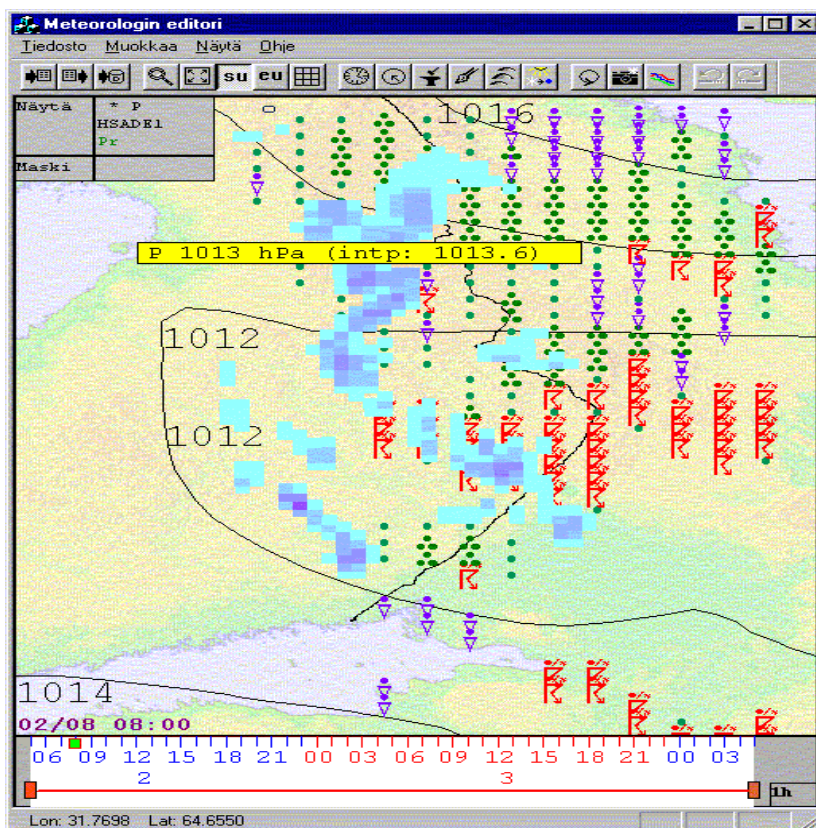 Meteorologin editori
Tiedosto Muokkaa Näytä Ohje
su eu
Näytä * P
HSADE1
Pr
Maski
1016
P 1013 hPa (intp: 1013.6)
1012
1012
1014
02/08 08:00
06 09 12 15 18 21 00 03 06 09 12 15 18 21 00 03
2 3
1h
Lon: 31.7698 Lat: 64.6550